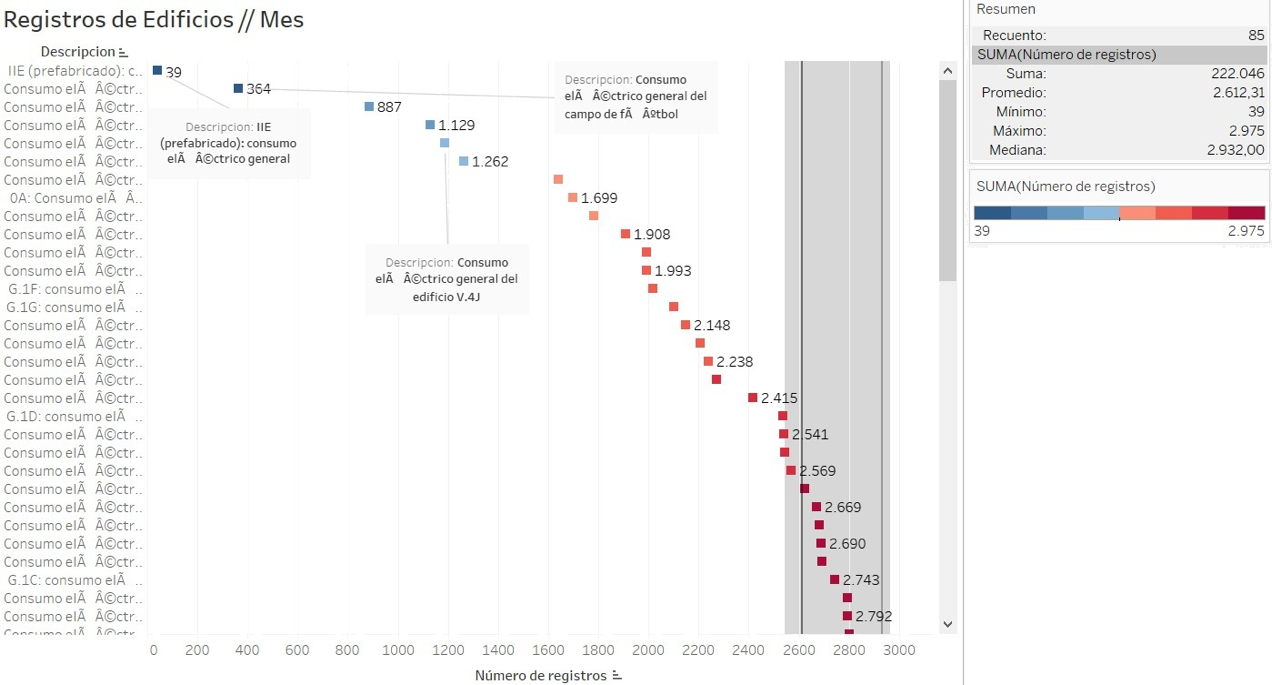 Registros de Edificios // Mes
Descripcion
IIE (prefabricado): c..
39
Consumo elÃ Â©ctr..
364
Consumo elÃ Â©ctr..
887
Consumo elÃ Â©ctr..
1.129
Consumo elÃ Â©ctr..
Consumo elÃ Â©ctr..
1.262
Consumo elÃ Â©ctr..
0A: Consumo elÃ Â..
1.699
Consumo elÃ Â©ctr..
Consumo elÃ Â©ctr..
1.908
Consumo elÃ Â©ctr..
Consumo elÃ Â©ctr..
1.993
G.1F: consumo elÃ ..
G.1G: consumo elÃ ..
Consumo elÃ Â©ctr..
2.148
Consumo elÃ Â©ctr..
Consumo elÃ Â©ctr..
2.238
Consumo elÃ Â©ctr..
Consumo elÃ Â©ctr..
2.415
G.1D: consumo elÃ ..
Consumo elÃ Â©ctr..
2.541
Consumo elÃ Â©ctr..
Consumo elÃ Â©ctr..
2.569
Consumo elÃ Â©ctr..
Consumo elÃ Â©ctr..
2.669
Consumo elÃ Â©ctr..
Consumo elÃ Â©ctr..
2.690
Consumo elÃ Â©ctr..
G.1C: consumo elÃ ..
2.743
Consumo elÃ Â©ctr..
Consumo elÃ Â©ctr..
2.792
Consumo elÃ Â©ctr..
Descripcion: IIE
(prefabricado): consumo
elÃ Â©ctrico general
Descripcion: Consumo
elÃ Â©ctrico general del
campo de fÃ Âºtbol
Descripcion: Consumo
elÃ Â©ctrico general del
edificio V.4J
0 200 400 600 800 1000 1200 1400 1600 1800 2000 2200 2400 2600 2800 3000
Número de registros
Resumen
Recuento: 85
SUMA(Número de registros)
Suma: 222.046
Promedio: 2.612,31
Mínimo: 39
Máximo: 2.975
Mediana: 2.932,00
SUMA(Número de registros)
39 2.975